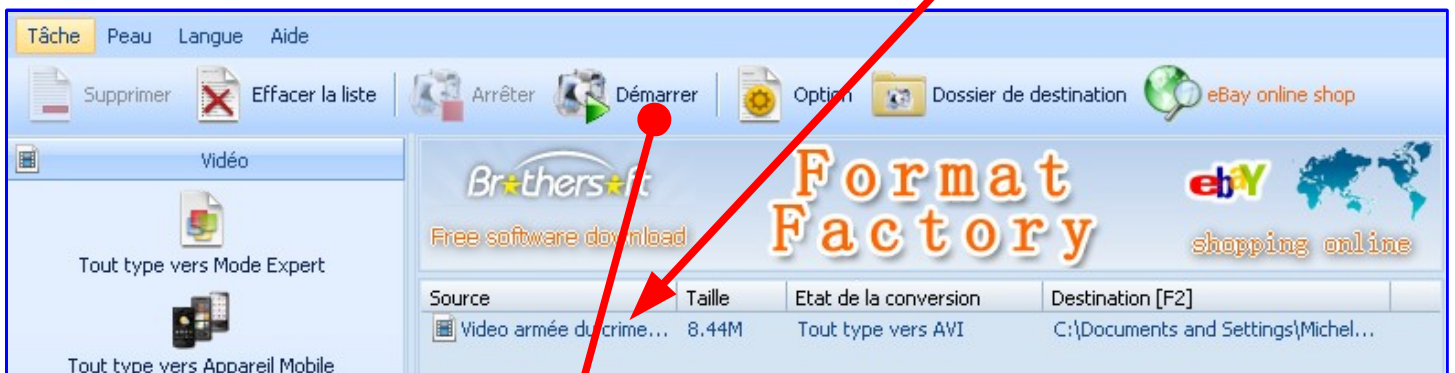 Tâche Peau Langue Aide
Supprimer Effacer la liste Arrêter Démarrer Option Dossier de destination eBay online shop
Vidéo
Brothersoft
Free software download
Format
Factory
ebY
shopping online
Tout type vers Mode Expert
Source Taille Etat de la conversion Destination [F2]
Video armée du crime... 8.44M Tout type vers AVI C:\Documents and Settings\Michel...
Tout type vers Appareil Mobile